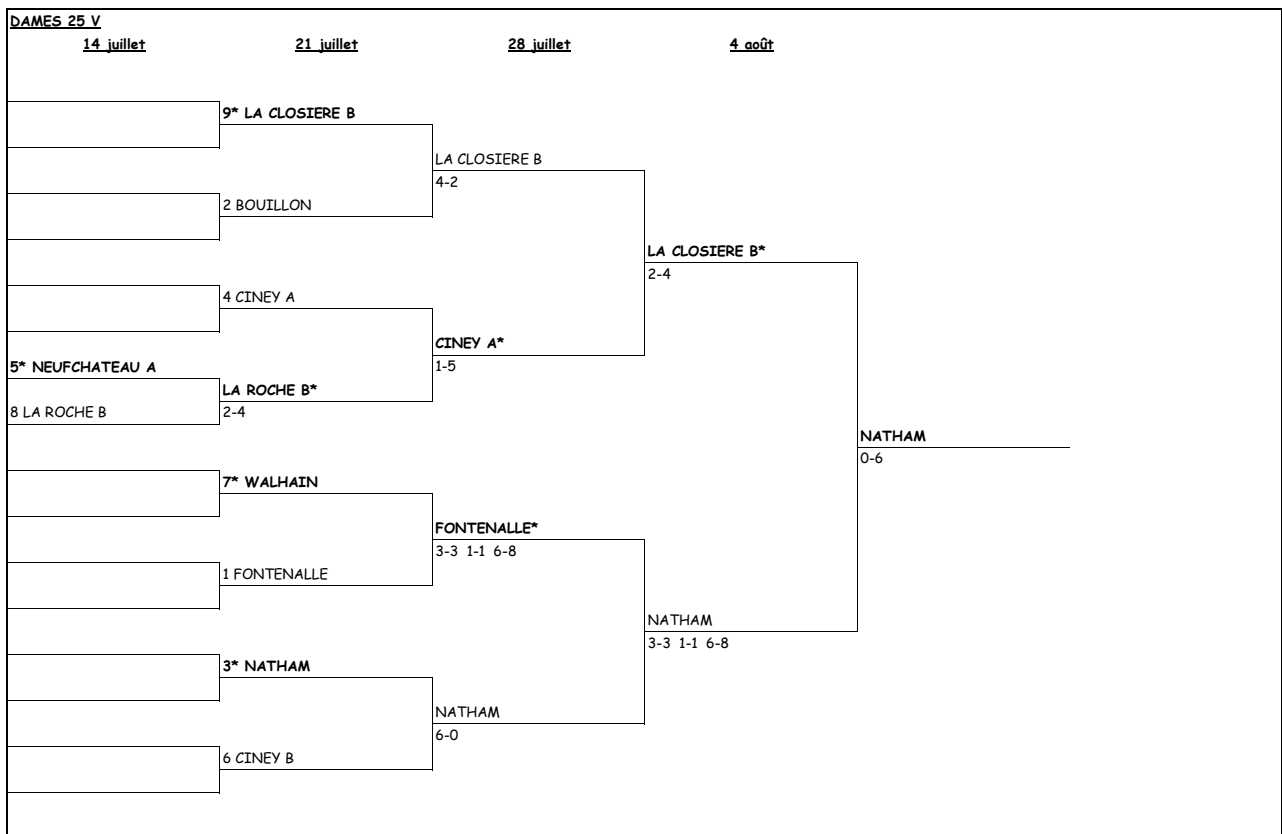 DAMES 25 V
14 juillet 21 juillet 28 juillet 4 août
9* LA CLOSIERE B
LA CLOSIERE B
4-2
2 BOUILLON
LA CLOSIERE B*
2-4
4 CINEY A
CINEY A*
1-5
5* NEUFCHATEAU A
LA ROCHE B*
8 LA ROCHE B 2-4
NATHAM
0-6
7* WALHAIN
FONTENALLE*
3-3 1-1 6-8
1 FONTENALLE
NATHAM
3-3 1-1 6-8
3* NATHAM
NATHAM
6-0
6 CINEY B